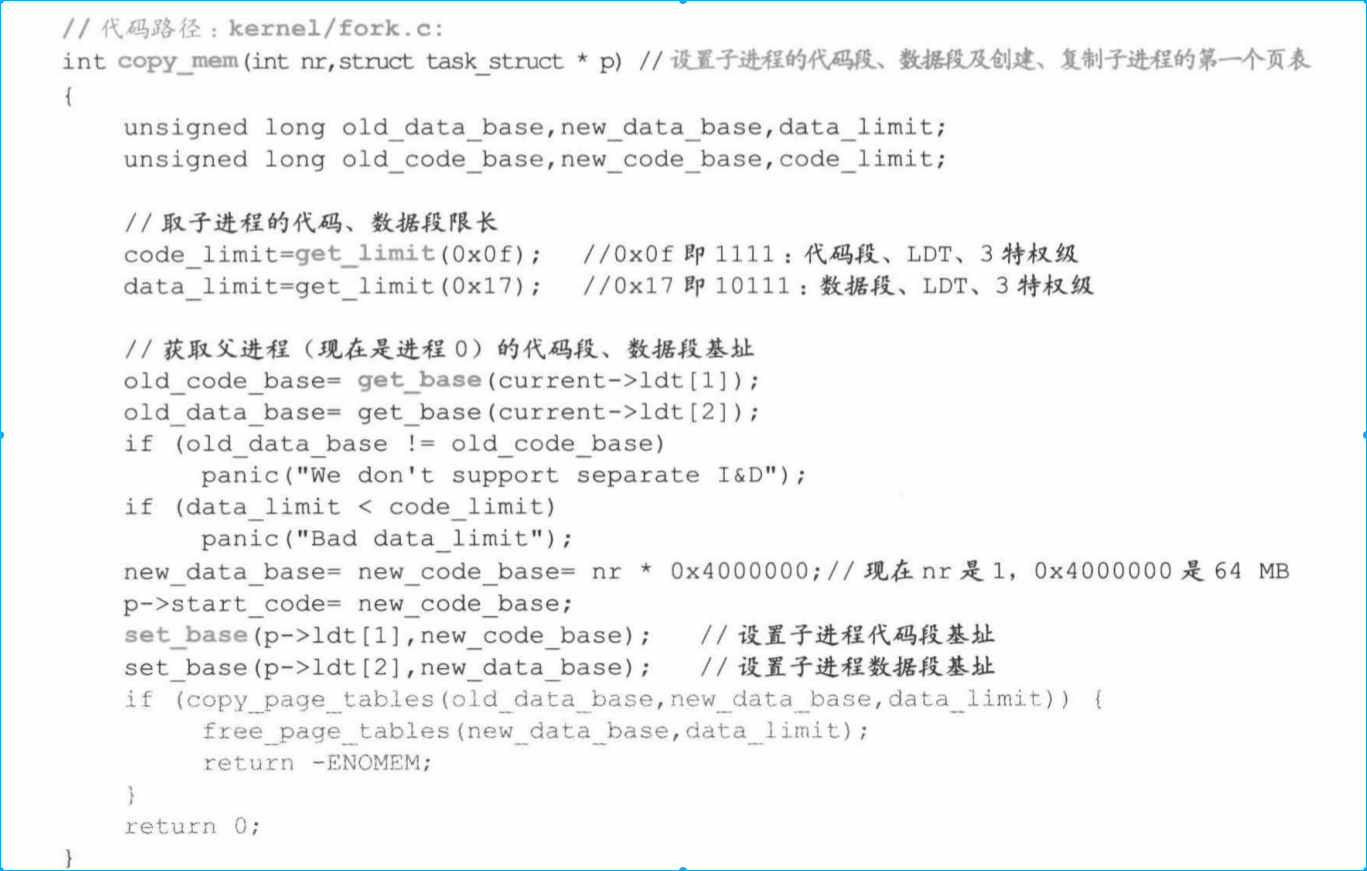 // 代码路径：kernel/fork.c:
int copy_mem(int nr,struct task_struct * p) // 设置子进程的代码段、数据段及创建、复制子进程的第一个页表
{
unsigned long old_data_base,new_data_base,data_limit;
unsigned long old_code_base,new_code_base,code_limit;
// 取子进程的代码、数据段限长
code_limit=get_limit(0x0f); //0x0f 即 1111：代码段、LDT、3 特权级
data_limit=get_limit(0x17); //0x17 即 10111：数据段、LDT、3 特权级
// 获取父进程（现在是进程 0）的代码段、数据段基址
old_code_base= get_base(current->ldt[1]);
old_data_base= get_base(current->ldt[2]);
if (old_data_base != old_code_base)
panic("We don't support separate I&D");
if (data_limit < code_limit)
panic("Bad data_limit");
new_data_base= new_code_base= nr * 0x4000000;// 现在 nr 是 1，0x4000000 是 64 MB
p->start_code= new_code_base;
set_base(p->ldt[1],new_code_base); // 设置子进程代码段基址
set_base(p->ldt[2],new_data_base); // 设置子进程数据段基址
if (copy_page_tables(old_data_base,new_data_base,data_limit)) {
free_page_tables(new_data_base,data_limit);
return -ENOMEM;
}
return 0;
}